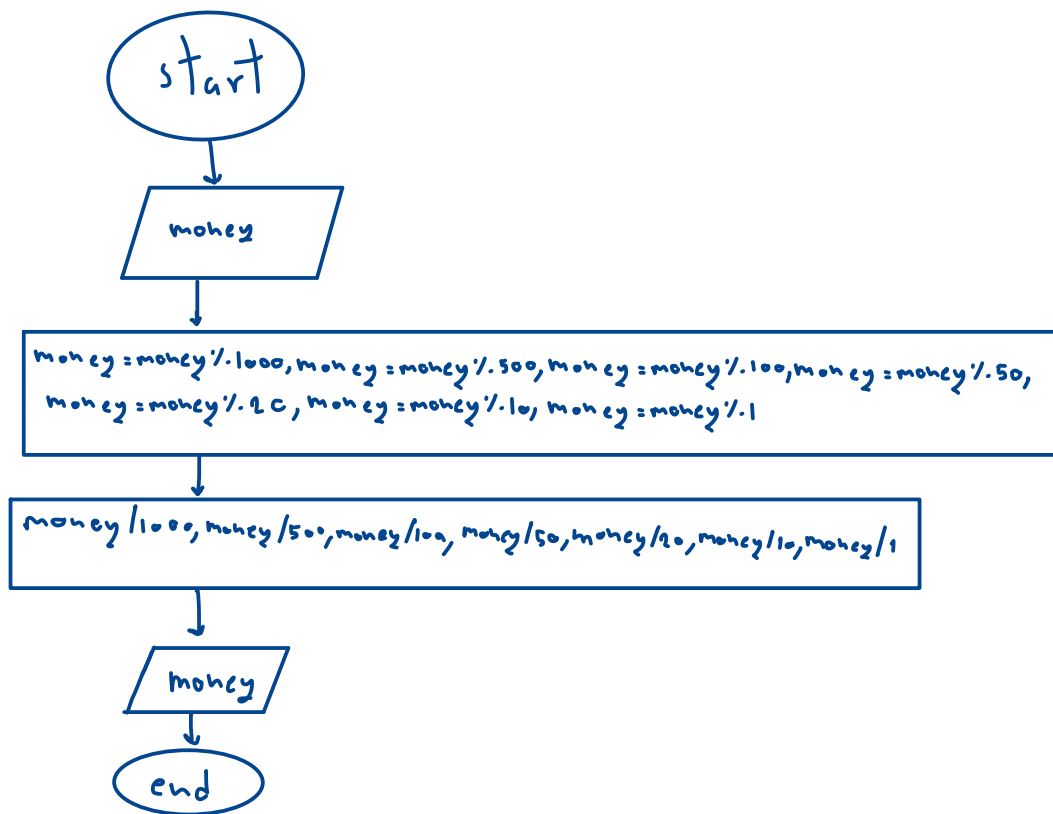 start
money
money=money%1000, money=money%500, money=money%100, money=money%50,
money=money%20, money=money%10, money=money%1
money/1000, money/500, money/100, money/50, money/20, money/10, money/1
money
end